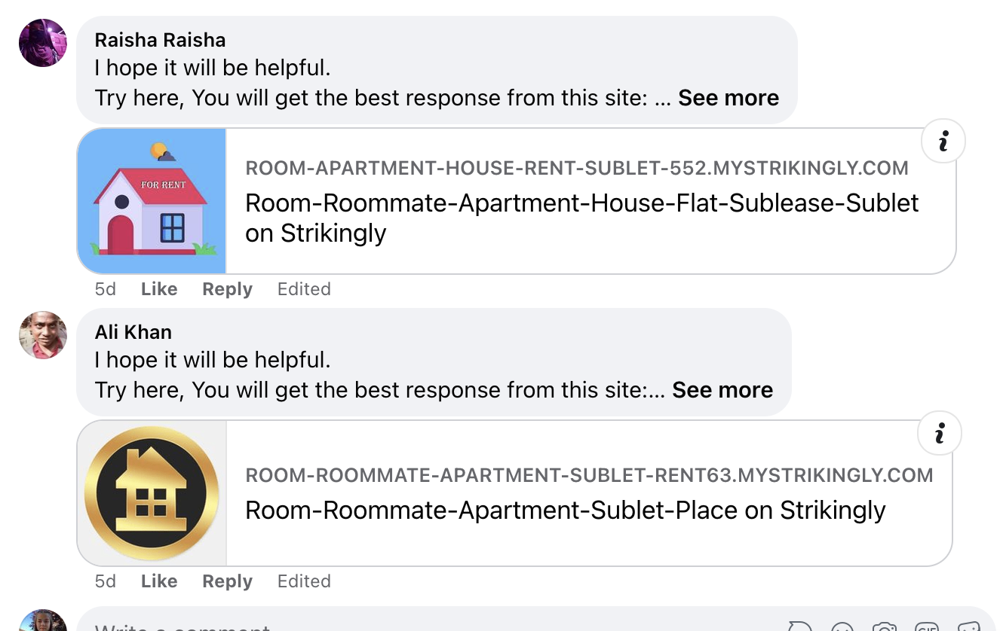 Raisha Raisha
I hope it will be helpful.
Try here, You will get the best response from this site: ... See more
FOR RENT
i
ROOM-APARTMENT-HOUSE-RENT-SUBLET-552.MYSTRIKINGLY.COM
Room-Roommate-Apartment-House-Flat-Sublease-Sublet
on Strikingly
5d Like Reply Edited
Ali Khan
I hope it will be helpful.
Try here, You will get the best response from this site:... See more
i
ROOM-ROOMMATE-APARTMENT-SUBLET-RENT63.MYSTRIKINGLY.COM
Room-Roommate-Apartment-Sublet-Place on Strikingly
5d Like Reply Edited
Write a comment
GIF